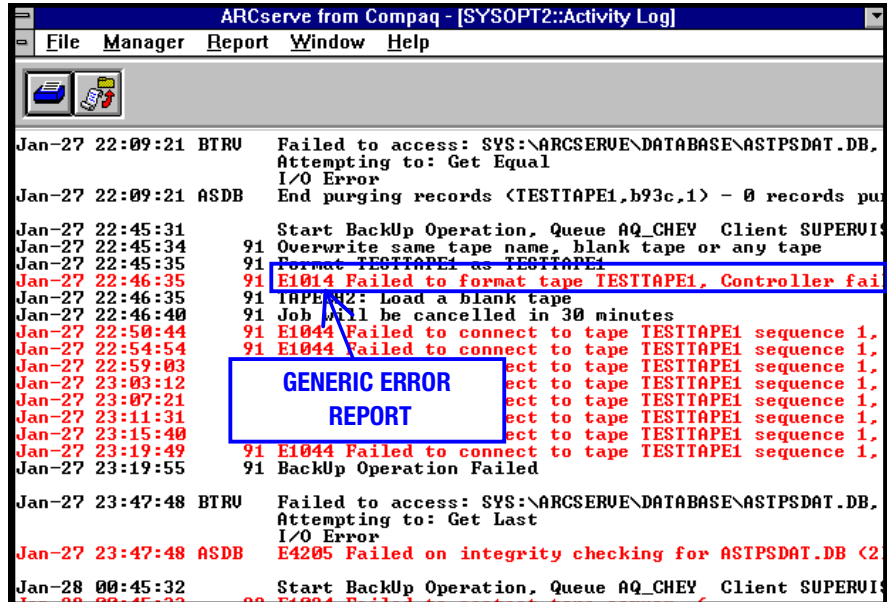 ARCserve from Compaq - [SYSOPT2::Activity Log]
File Manager Report Window Help
Jan-27 22:09:21 BTRV Failed to access: SYS:\ARCSERVE\DATABASE\ASTPSDAT.DB,
Attempting to: Get Equal
I/O Error
Jan-27 22:09:21 ASDB End purging records (TESTTAPE1,b93c,1) - 0 records pu
Jan-27 22:45:31 Start BackUp Operation, Queue AQ_CHEY Client SUPERVIS
Jan-27 22:45:34 91 Overwrite same tape name, blank tape or any tape
Jan-27 22:45:35 91 Format TESTTAPE1 as TESTTAPE1
Jan-27 22:46:35 91 E1014 Failed to format tape TESTTAPE1, Controller fail
Jan-27 22:46:35 91 Load a blank tape
Jan-27 22:46:40 91 Job will be cancelled in 30 minutes
Jan-27 22:50:44 91 E1044 Failed to connect to tape TESTTAPE1 sequence 1,
Jan-27 22:54:54 91 E1044 Failed to connect to tape TESTTAPE1 sequence 1,
Jan-27 22:59:03 ect to tape TESTTAPE1 sequence 1,
Jan-27 23:03:12 ect to tape TESTTAPE1 sequence 1,
Jan-27 23:07:21 ect to tape TESTTAPE1 sequence 1,
Jan-27 23:11:31 ect to tape TESTTAPE1 sequence 1,
Jan-27 23:15:40 ect to tape TESTTAPE1 sequence 1,
GENERIC ERROR
REPORT
Jan-27 23:19:49 91 E1044 Failed to connect to tape TESTTAPE1 sequence 1,
Jan-27 23:19:55 91 BackUp Operation Failed
Jan-27 23:47:48 BTRV Failed to access: SYS:\ARCSERVE\DATABASE\ASTPSDAT.DB,
Attempting to: Get Last
I/O Error
Jan-27 23:47:48 ASDB E4205 Failed on integrity checking for ASTPSDAT.DB (2
Jan-28 00:45:32 Start BackUp Operation, Queue AQ_CHEY Client SUPERVIS